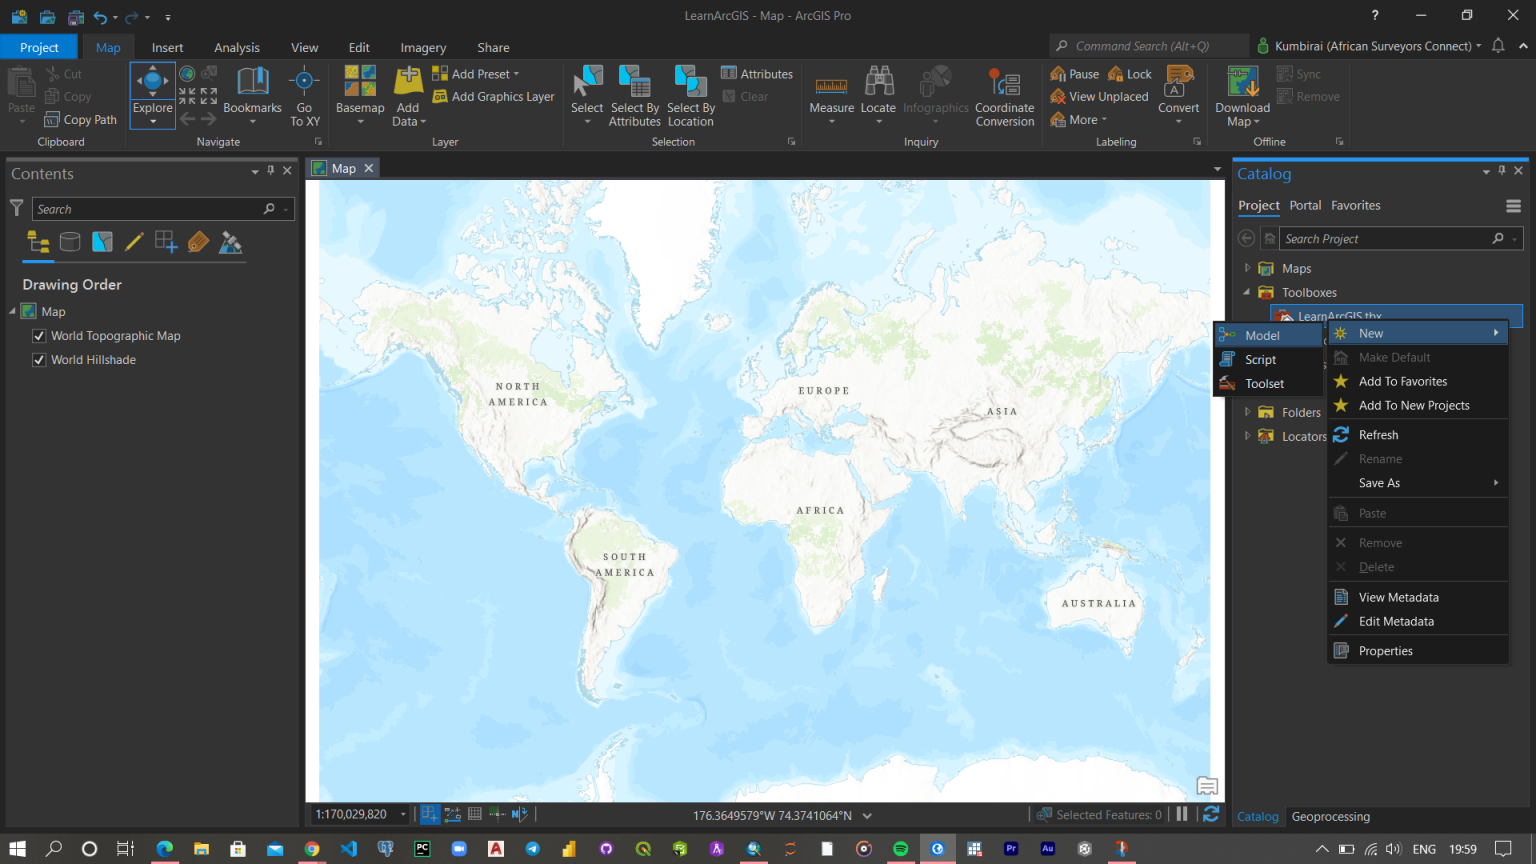 LearnArcGIS - Map - ArcGIS Pro
?
Project
Map
Insert
Analysis
View
Edit
Imagery
Share
Command Search (Alt+Q)
Kumbirai (African Surveyors Connect)
Paste
Cut
Copy
Copy Path
Clipboard
Explore
Bookmarks
Go
To XY
Navigate
Basemap
Add
Data
Add Preset
Add Graphics Layer
Layer
Select
Select By
Attributes
Select By
Location
Attributes
Clear
Selection
Measure
Locate
Infographics
Coordinate
Conversion
Inquiry
Pause
Lock
View Unplaced
More
Convert
Labeling
Download
Map
Sync
Remove
Offline
Contents
Search
Drawing Order
Map
World Topographic Map
World Hillshade
Map
NORTH
AMERICA
SOUTH
AMERICA
EUROPE
ASIA
AFRICA
AUSTRALIA
1:170,029,820
176.3649579°W 74.3741064°N
Selected Features: 0
Catalog
Project
Portal
Favorites
Search Project
Maps
Toolboxes
LearnArcGIS.tbx
Folders
Locators
Model
Script
Toolset
New
Make Default
Add To Favorites
Add To New Projects
Refresh
Rename
Save As
Paste
Remove
Delete
View Metadata
Edit Metadata
Properties
Catalog
Geoprocessing
PC
A
Pr
Au
ENG
19:59